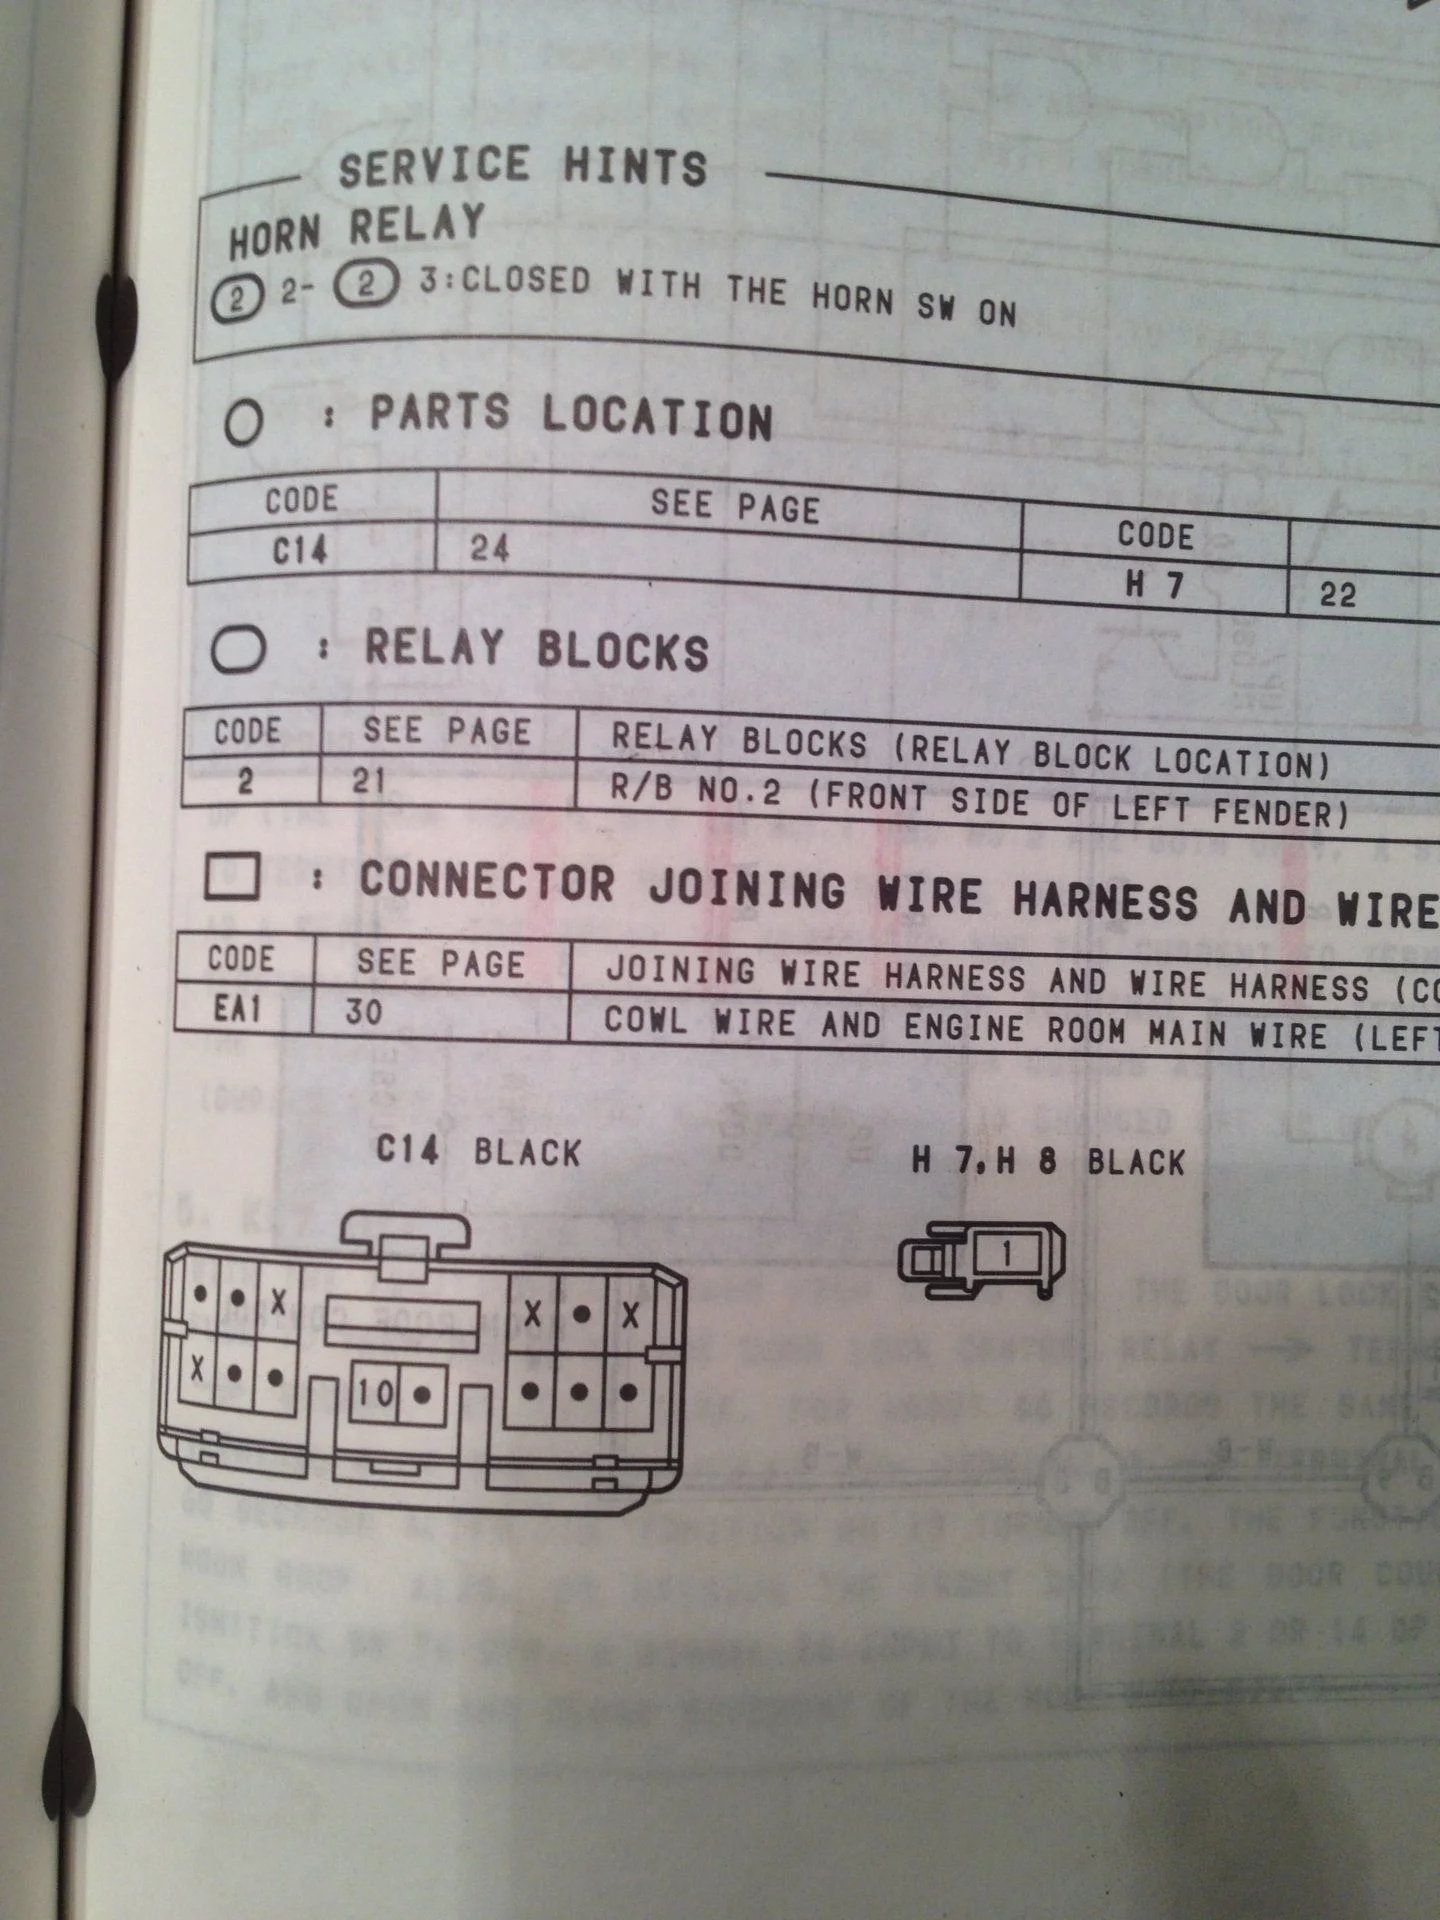 SERVICE HINTS
HORN RELAY
2 2- 2 3:CLOSED WITH THE HORN SW ON
: PARTS LOCATION
CODE SEE PAGE CODE
C14 24 H 7 22
: RELAY BLOCKS
CODE SEE PAGE RELAY BLOCKS (RELAY BLOCK LOCATION)
2 21 R/B NO.2 (FRONT SIDE OF LEFT FENDER)
: CONNECTOR JOINING WIRE HARNESS AND WIRE
CODE SEE PAGE JOINING WIRE HARNESS AND WIRE HARNESS (CO
EA1 30 COWL WIRE AND ENGINE ROOM MAIN WIRE (LEFT
C14 BLACK H 7, H 8 BLACK
X X X 1
X 10